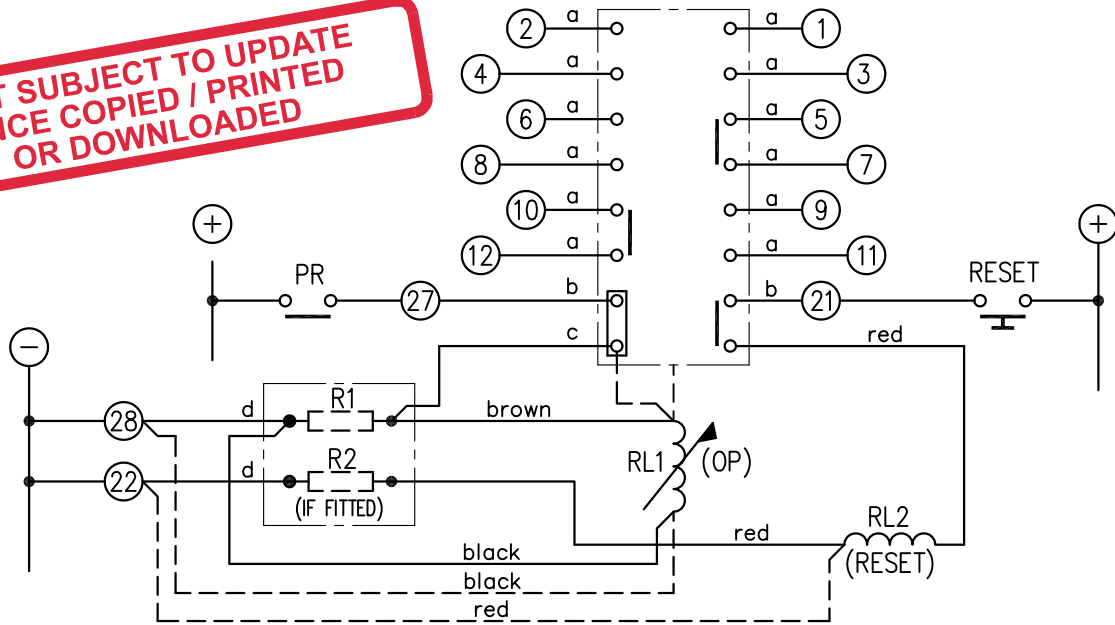 T SUBJECT TO UPDATE
NCE COPIED / PRINTED
OR DOWNLOADED
2 a a 1
4 a a 3
6 a a 5
8 a a 7
10 a a 9
12 a a 11
+ +
PR 27 b b 21 RESET
c red
−
28 d R1 brown
22 d R2 RL1 (OP)
(IF FITTED)
red RL2
(RESET)
black
black
red